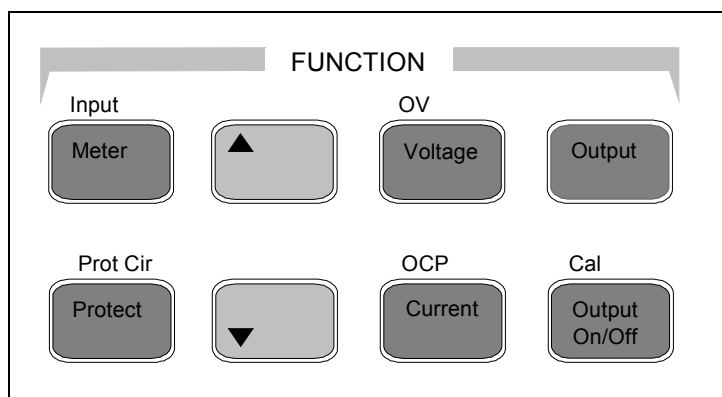 FUNCTION
Input
OV
Meter
Voltage
Output
Prot Cir
OCP
Cal
Protect
Current
Output
On/Off